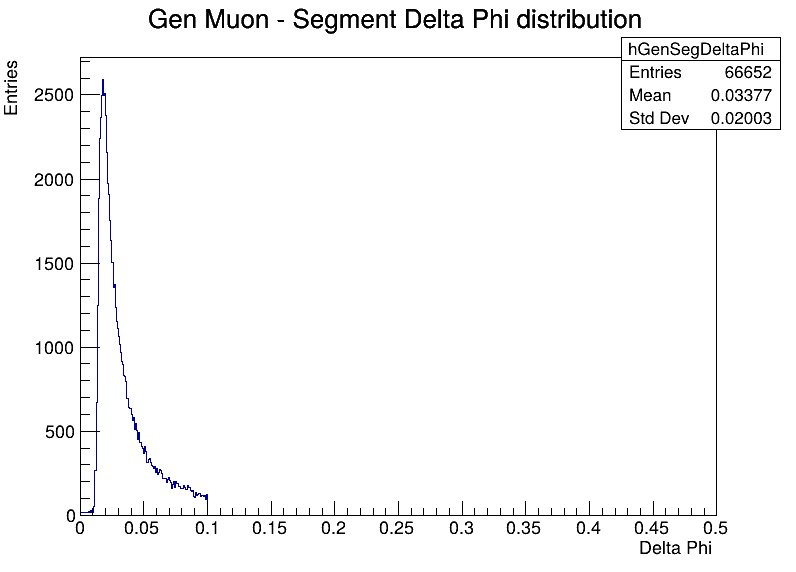 Gen Muon - Segment Delta Phi distribution
hGenSegDeltaPhi
Entries 66652
Mean 0.03377
Std Dev 0.02003
Entries
2500
2000
1500
1000
500
0
0 0.05 0.1 0.15 0.2 0.25 0.3 0.35 0.4 0.45 0.5
Delta Phi